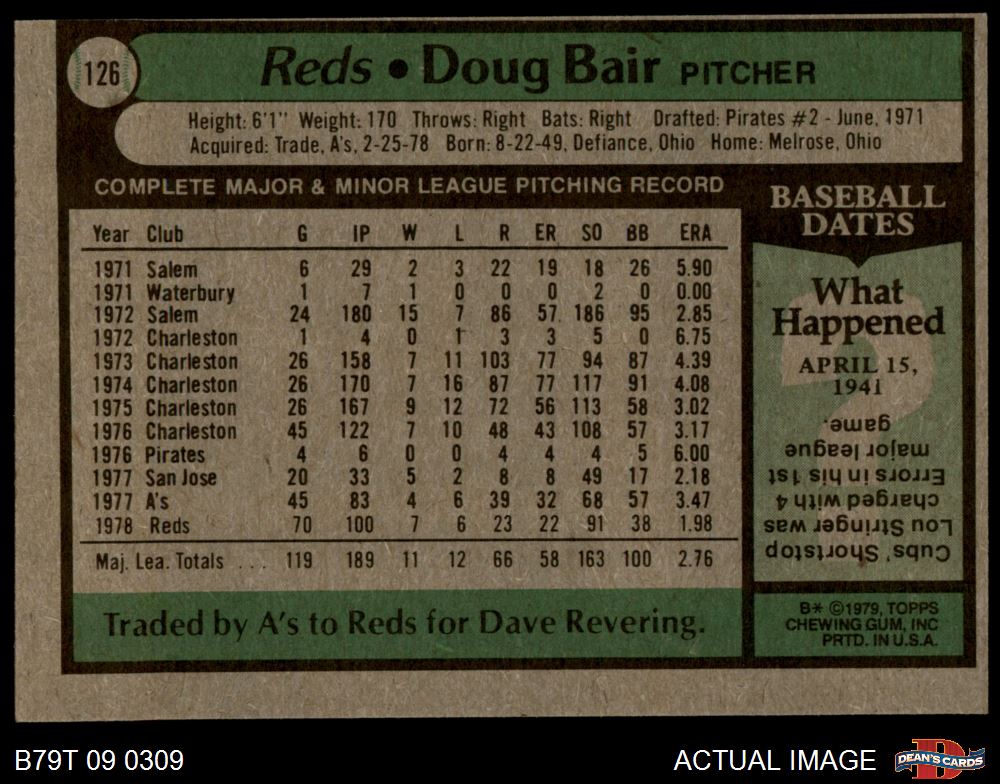 126
Reds • Doug Bair PITCHER
Height: 6'1" Weight: 170 Throws: Right Bats: Right Drafted: Pirates #2 - June, 1971
Acquired: Trade, A's, 2-25-78 Born: 8-22-49, Defiance, Ohio Home: Melrose, Ohio
COMPLETE MAJOR & MINOR LEAGUE PITCHING RECORD
Year Club G IP W L R ER SO BB ERA
1971 Salem 6 29 2 3 22 19 18 26 5.90
1971 Waterbury 1 7 1 0 0 0 2 0 0.00
1972 Salem 24 180 15 7 86 57 186 95 2.85
1972 Charleston 1 4 0 1 3 3 5 0 6.75
1973 Charleston 26 158 7 11 103 77 94 87 4.39
1974 Charleston 26 170 7 16 87 77 117 91 4.08
1975 Charleston 26 167 9 12 72 56 113 58 3.02
1976 Charleston 45 122 7 10 48 43 108 57 3.17
1976 Pirates 4 6 0 0 4 4 4 5 6.00
1977 San Jose 20 33 5 2 8 8 49 17 2.18
1977 A's 45 83 4 6 39 32 68 57 3.47
1978 Reds 70 100 7 6 23 22 91 38 1.98
Maj. Lea. Totals ... 119 189 11 12 66 58 163 100 2.76
Traded by A's to Reds for Dave Revering.
BASEBALL
DATES
What
Happened
APRIL 15,
1941
?
Cubs' Shortstop
Lou Stringer was
charged with 4
Errors in his 1st
major league
game.
B* ©1979, TOPPS
CHEWING GUM, INC
PRTD. IN U.S.A.
B79T 09 0309
ACTUAL IMAGE
D
DEAN'S CARDS